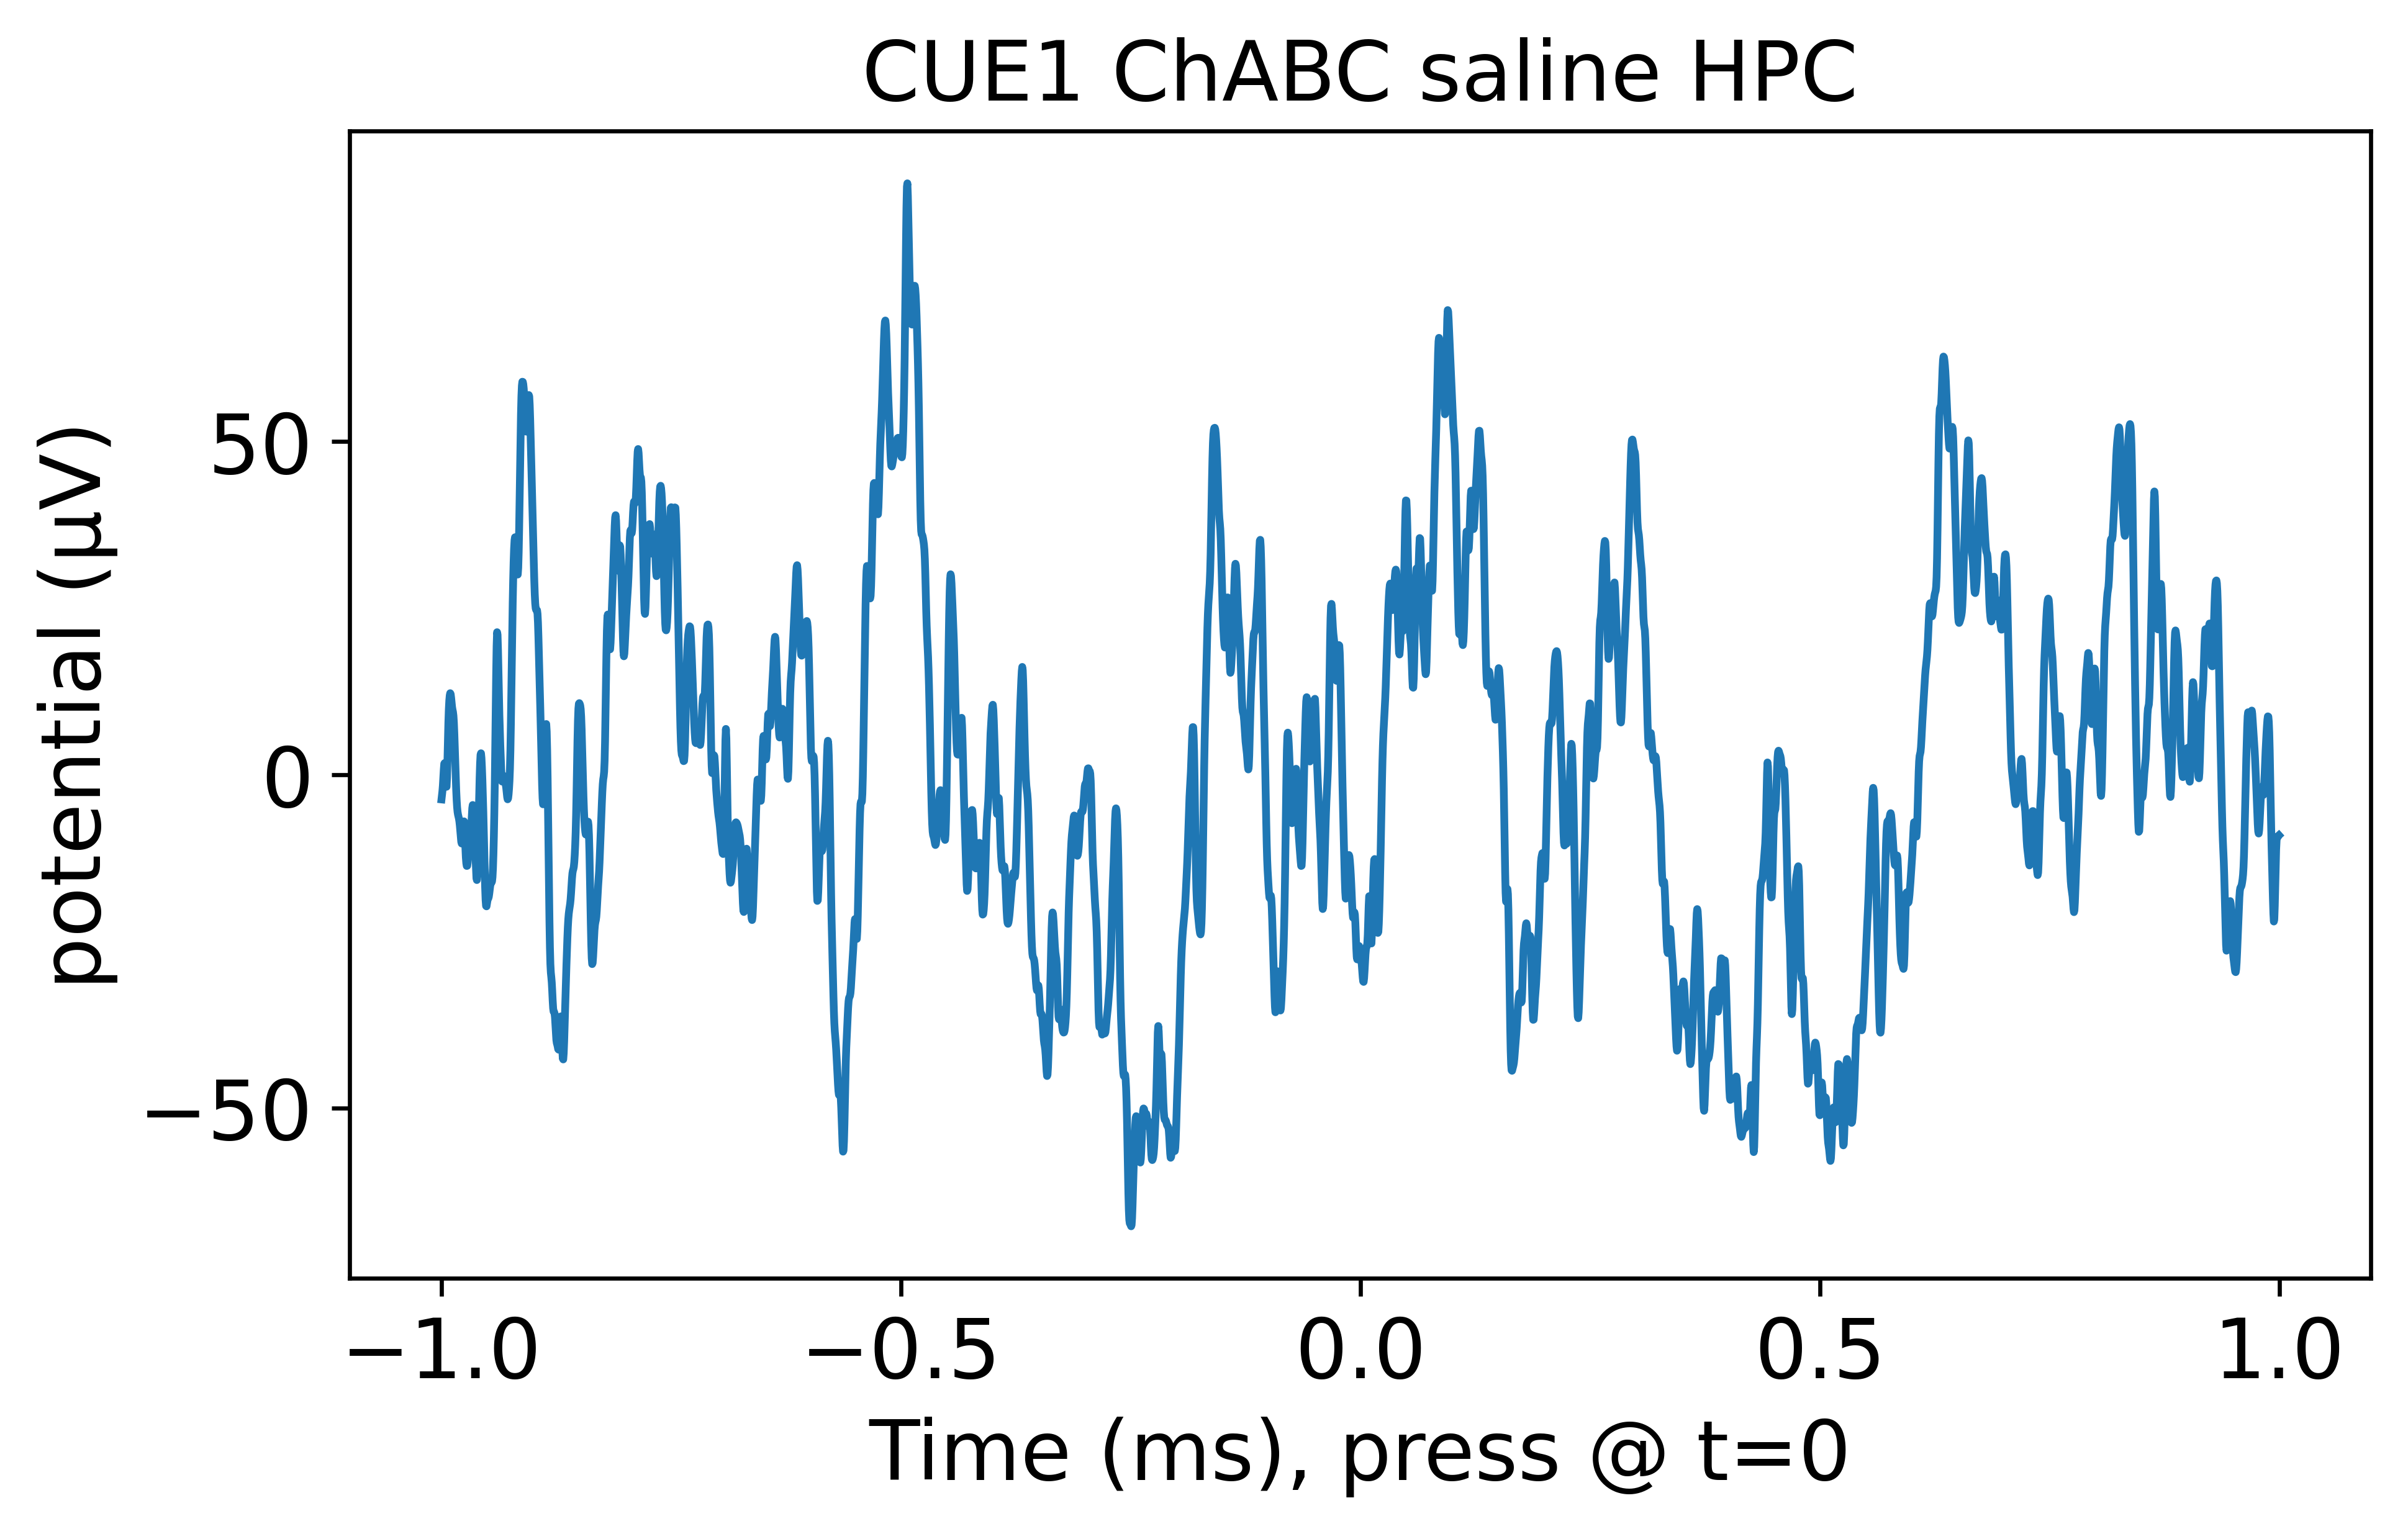 CUE1 ChABC saline HPC
potential (µV)
50
0
−50
−1.0 −0.5 0.0 0.5 1.0
Time (ms), press @ t=0